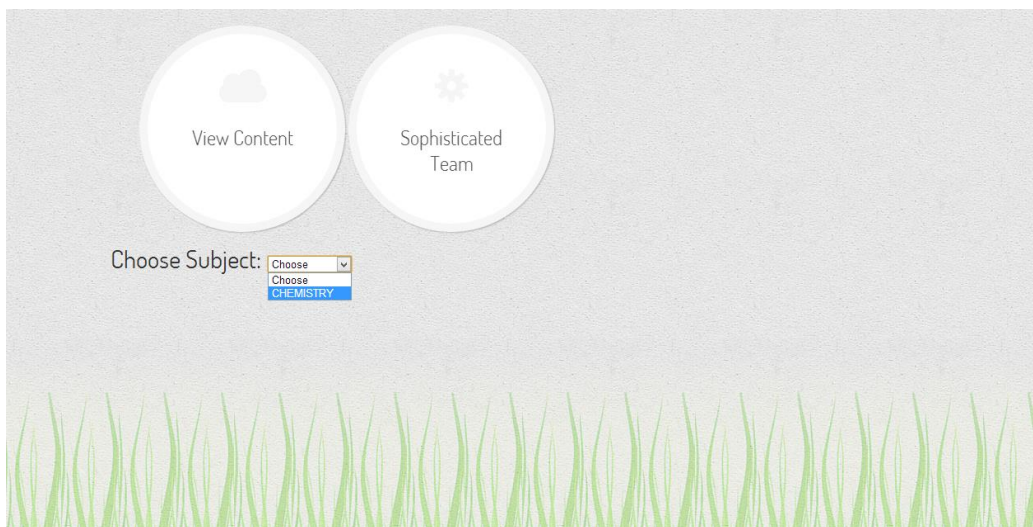 View Content
Sophisticated
Team
Choose Subject:
Choose
Choose
CHEMISTRY